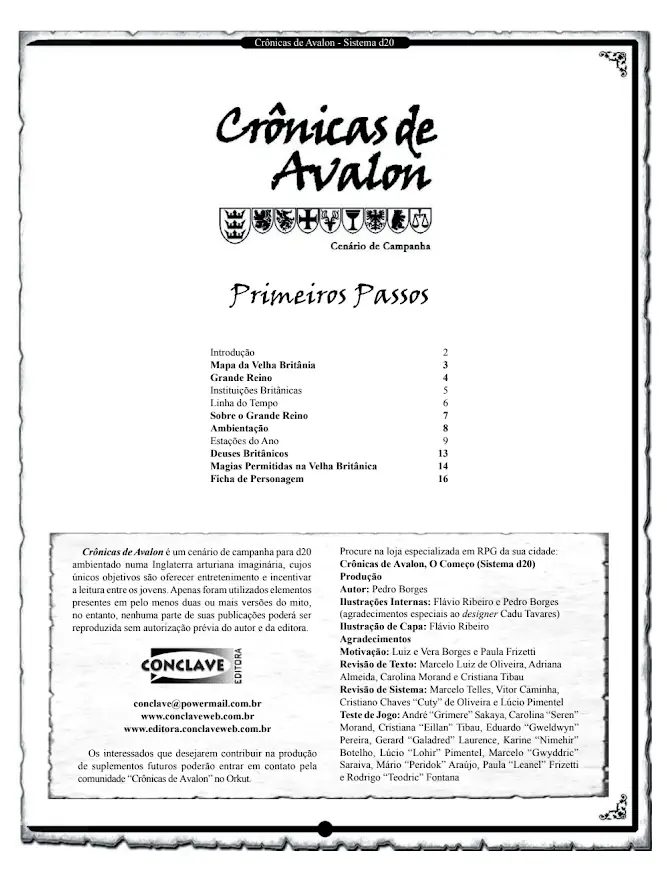 Crônicas de Avalon - Sistema d20
Crônicas de
Avalon
Cenário de Campanha
Primeiros Passos
Introdução 2
Mapa da Velha Britânia 3
Grande Reino 4
Instituições Britânicas 5
Linha do Tempo 6
Sobre o Grande Reino 7
Ambientação 8
Estações do Ano 9
Deuses Britânicos 13
Magias Permitidas na Velha Britânica 14
Ficha de Personagem 16
Crônicas de Avalon é um cenário de campanha para d20
ambientado numa Inglaterra arturiana imaginária, cujos
únicos objetivos são oferecer entretenimento e incentivar
a leitura entre os jovens. Apenas foram utilizados elementos
presentes em pelo menos duas ou mais versões do mito,
no entanto, nenhuma parte de suas publicações poderá ser
reproduzida sem autorização prévia do autor e da editora.
CONCLAVE
EDITORA
conclave@powermail.com.br
www.conclaveweb.com.br
www.editora.conclaveweb.com.br
Os interessados que desejarem contribuir na produção
de suplementos futuros poderão entrar em contato pela
comunidade “Crônicas de Avalon” no Orkut.
Procure na loja especializada em RPG da sua cidade:
Crônicas de Avalon, O Começo (Sistema d20)
Produção
Autor: Pedro Borges
Ilustrações Internas: Flávio Ribeiro e Pedro Borges
(agradecimentos especiais ao designer Cadu Tavares)
Ilustração de Capa: Flávio Ribeiro
Agradecimentos
Motivação: Luiz e Vera Borges e Paula Frizetti
Revisão de Texto: Marcelo Luiz de Oliveira, Adriana
Almeida, Carolina Morand e Cristiana Tibau
Revisão de Sistema: Marcelo Telles, Vitor Caminha,
Cristiano Chaves “Cuty” de Oliveira e Lúcio Pimentel
Teste de Jogo: André “Grimere” Sakaya, Carolina “Seren”
Morand, Cristiana “Eillan” Tibau, Eduardo “Gweldwyn”
Pereira, Gerard “Galadred” Laurence, Karine “Nimehir”
Botelho, Lúcio “Lohir” Pimentel, Marcelo “Gwyddric”
Saraiva, Mário “Peridok” Araújo, Paula “Leanel” Frizetti
e Rodrigo “Teodric” Fontana